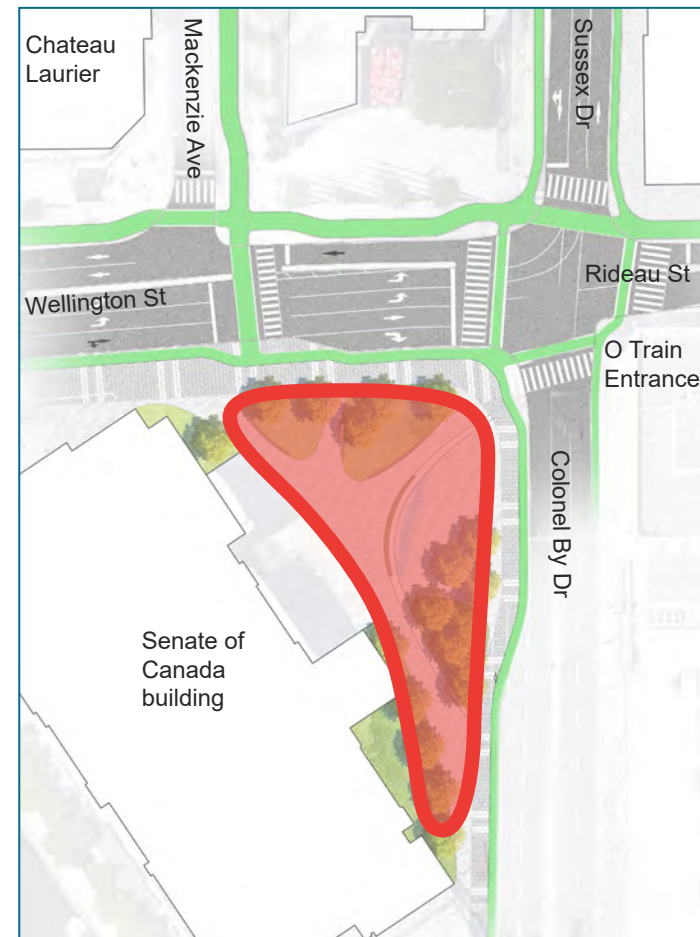 Chateau
Laurier
Mackenzie Ave
Sussex Dr
Wellington St
Rideau St
O Train
Entrance
Colonel By Dr
Senate of
Canada
building